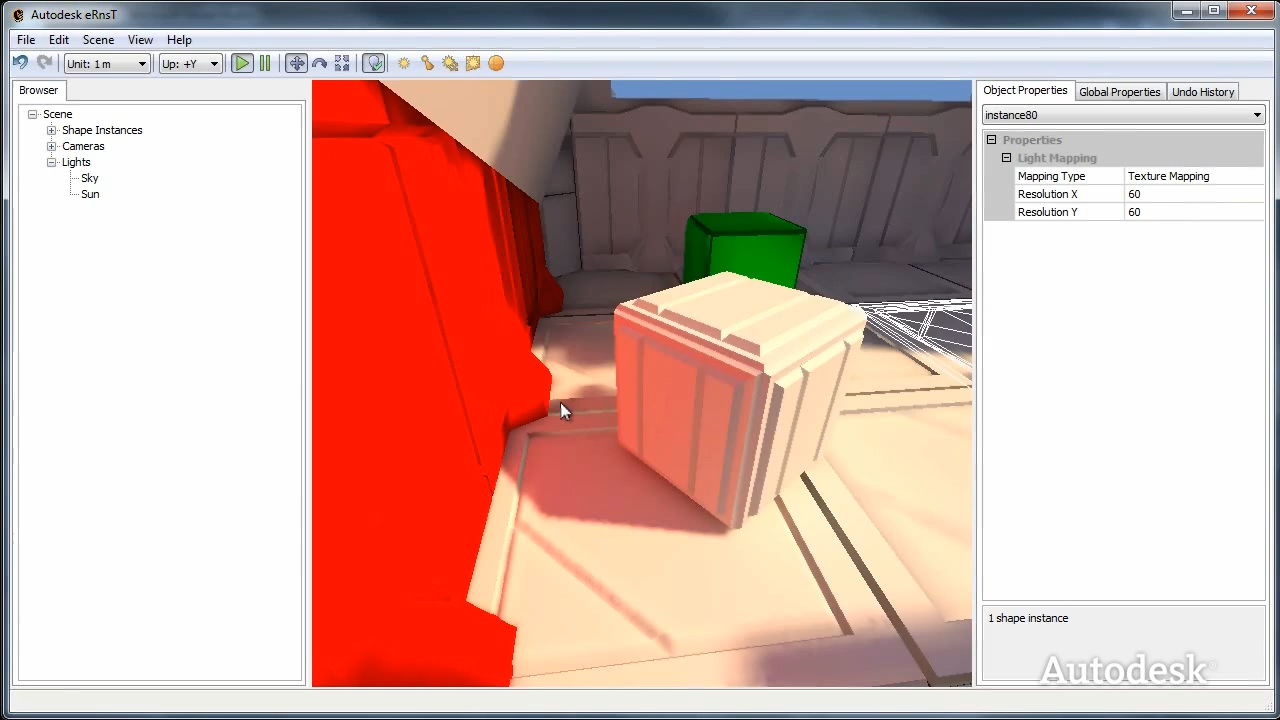 Autodesk eRnsT
File Edit Scene View Help
Unit: 1 m Up: +Y
Browser
Scene
Shape Instances
Cameras
Lights
Sky
Sun
Object Properties Global Properties Undo History
instance80
Properties
Light Mapping
Mapping Type Texture Mapping
Resolution X 60
Resolution Y 60
1 shape instance
Autodesk